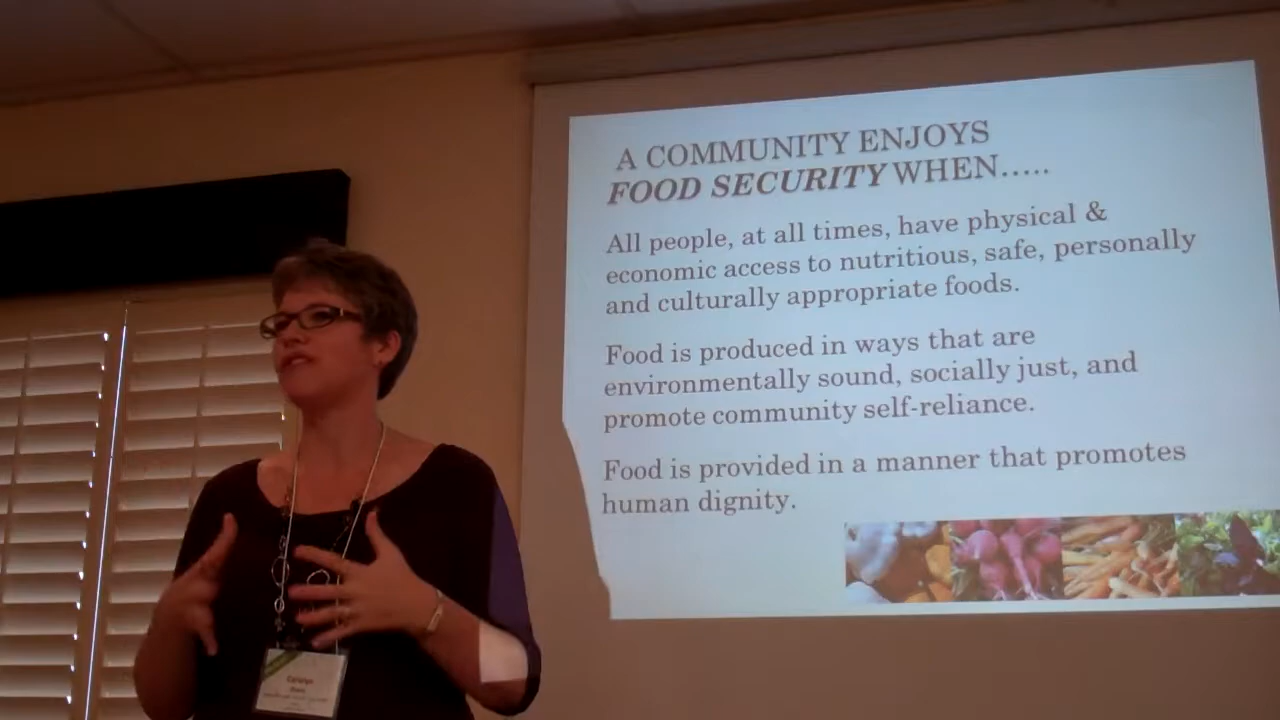 A COMMUNITY ENJOYS
FOOD SECURITY WHEN.....
All people, at all times, have physical &
economic access to nutritious, safe, personally
and culturally appropriate foods.
Food is produced in ways that are
environmentally sound, socially just, and
promote community self-reliance.
Food is provided in a manner that promotes
human dignity.